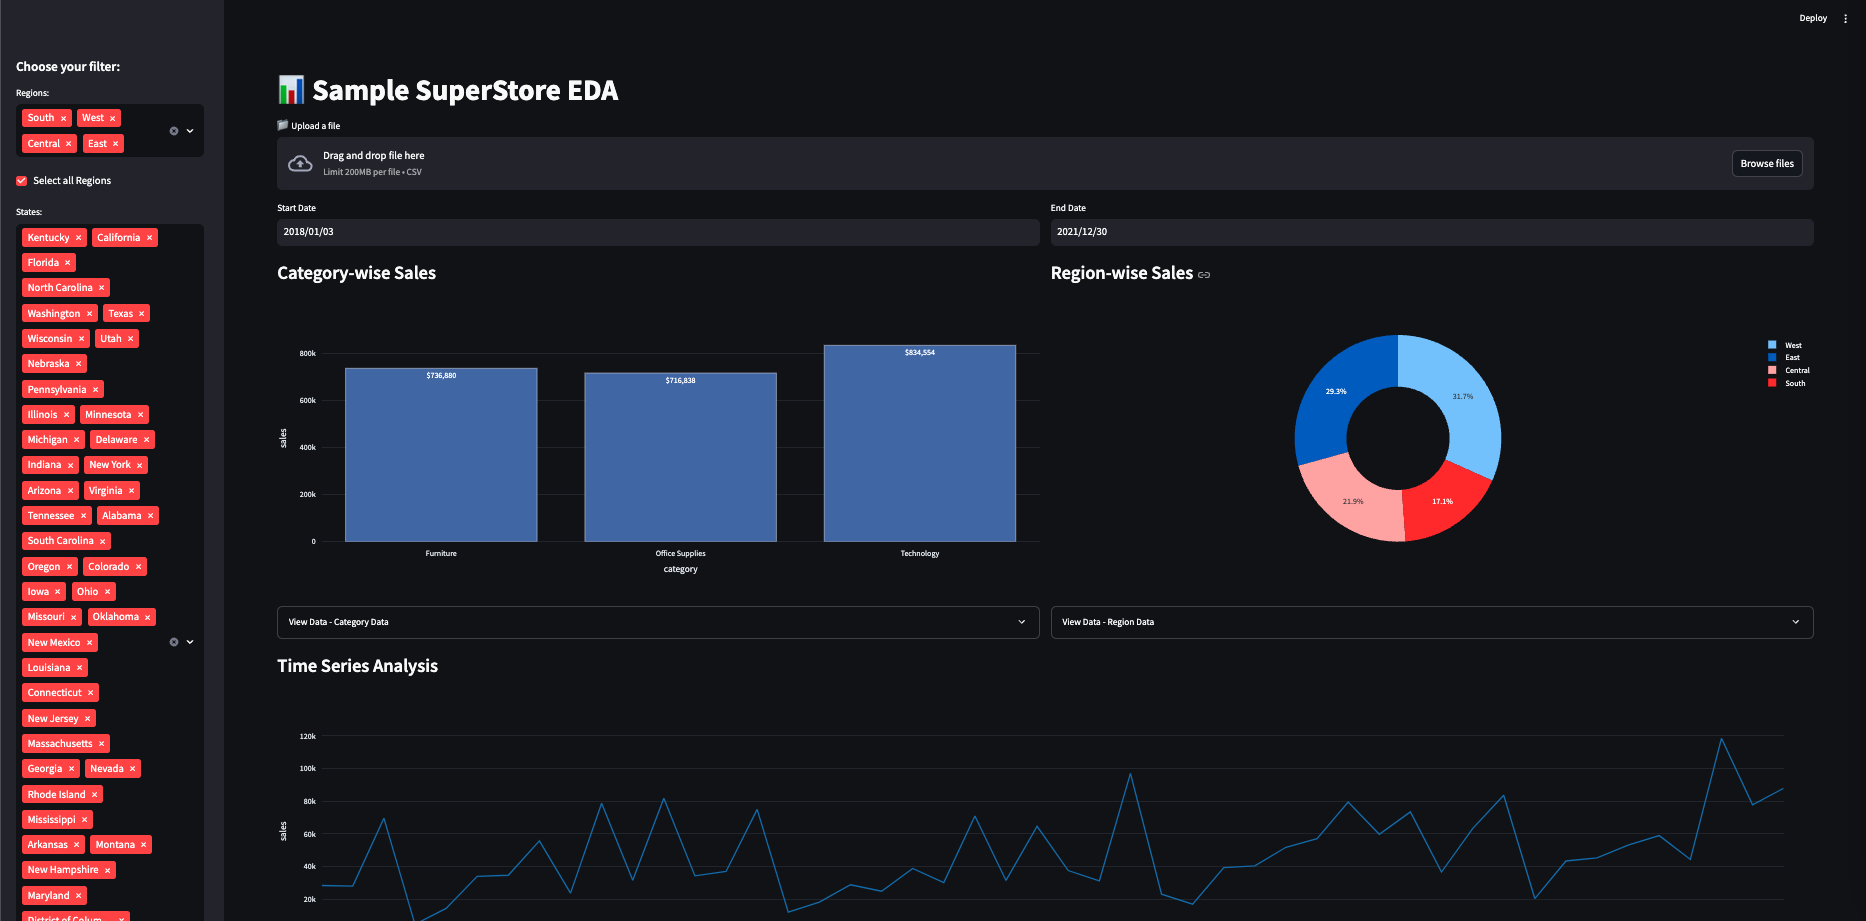 Deploy
Choose your filter:
Regions:
South × West ×
Central × East ×
Select all Regions
States:
Kentucky × California ×
Florida ×
North Carolina ×
Washington × Texas ×
Wisconsin × Utah ×
Nebraska ×
Pennsylvania ×
Illinois × Minnesota ×
Michigan × Delaware ×
Indiana × New York ×
Arizona × Virginia ×
Tennessee × Alabama ×
South Carolina ×
Oregon × Colorado ×
Iowa × Ohio ×
Missouri × Oklahoma ×
New Mexico ×
Louisiana ×
Connecticut ×
New Jersey ×
Massachusetts ×
Georgia × Nevada ×
Rhode Island ×
Mississippi ×
Arkansas × Montana ×
New Hampshire ×
Maryland ×
District of Colum... ×
Sample SuperStore EDA
Upload a file
Drag and drop file here
Limit 200MB per file • CSV
Browse files
Start Date
2018/01/03
End Date
2021/12/30
Category-wise Sales
800k
600k
400k
200k
0
sales
$736,880
$716,838
$834,554
Furniture
Office Supplies
Technology
category
Region-wise Sales
29.3%
31.7%
21.9%
17.1%
West
East
Central
South
View Data - Category Data
View Data - Region Data
Time Series Analysis
120k
100k
80k
60k
40k
20k
sales